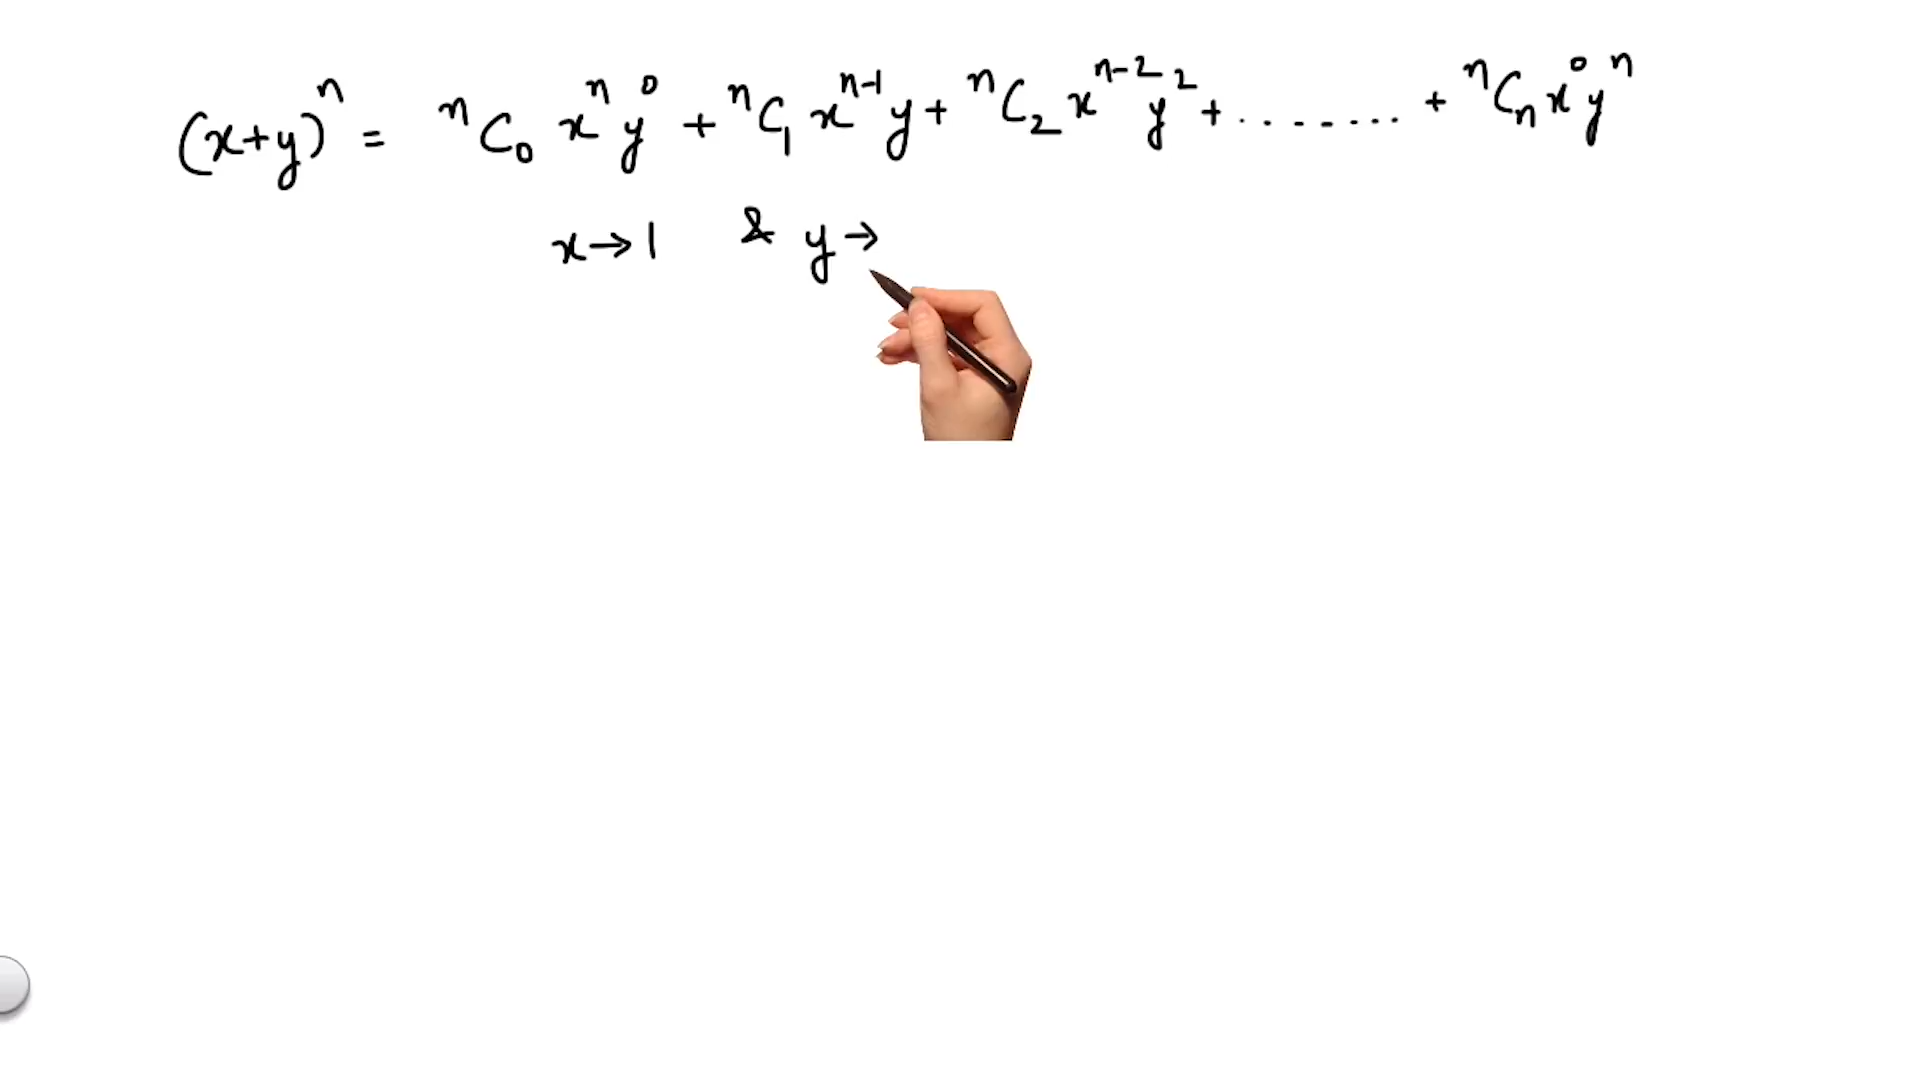 (x+y)ⁿ = ⁿC₀ xⁿ y⁰ + ⁿC₁ xⁿ⁻¹ y + ⁿC₂ xⁿ⁻² y² + ........ + ⁿCₙ x⁰ yⁿ
x → 1 & y →